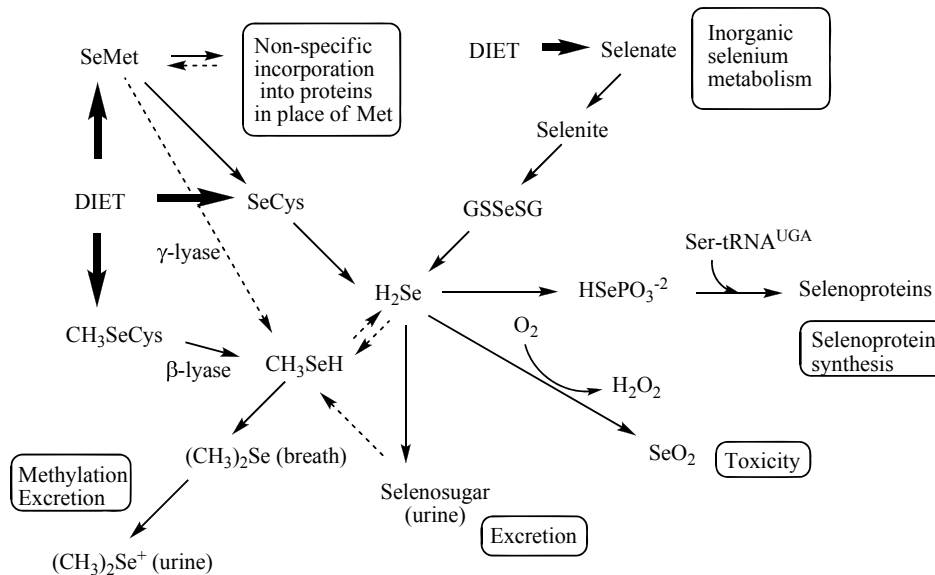 SeMet
Non-specific
incorporation
into proteins
in place of Met
DIET
Selenate
Inorganic
selenium
metabolism
Selenite
DIET
SeCys
GSSeSG
γ-lyase
Ser-tRNA^UGA
H₂Se
HSePO₃⁻²
Selenoproteins
CH₃SeCys
O₂
Selenoprotein
synthesis
β-lyase
CH₃SeH
H₂O₂
(CH₃)₂Se (breath)
SeO₂
Toxicity
Methylation
Excretion
Selenosugar
(urine)
Excretion
(CH₃)₂Se⁺ (urine)